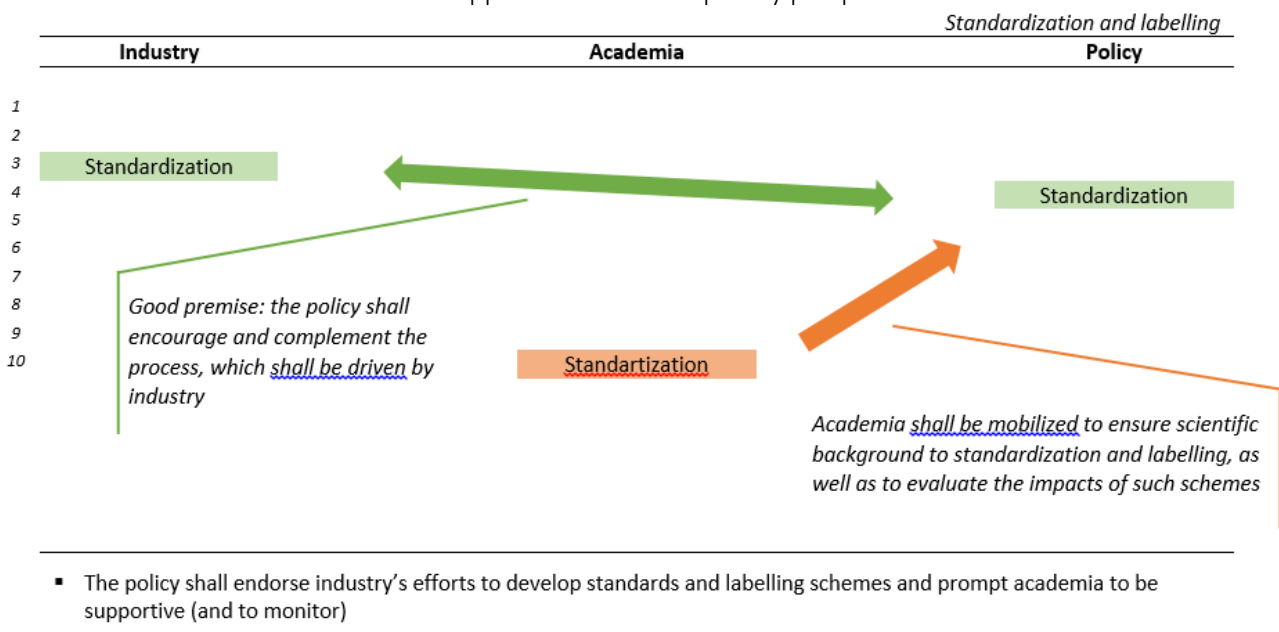 Standardization and labelling
Industry Academia Policy
1
2
3 Standardization
4 Standardization
5
6
7
8
9
10 Standartization
Good premise: the policy shall
encourage and complement the
process, which shall be driven by
industry
Academia shall be mobilized to ensure scientific
background to standardization and labelling, as
well as to evaluate the impacts of such schemes
▪ The policy shall endorse industry’s efforts to develop standards and labelling schemes and prompt academia to be
supportive (and to monitor)